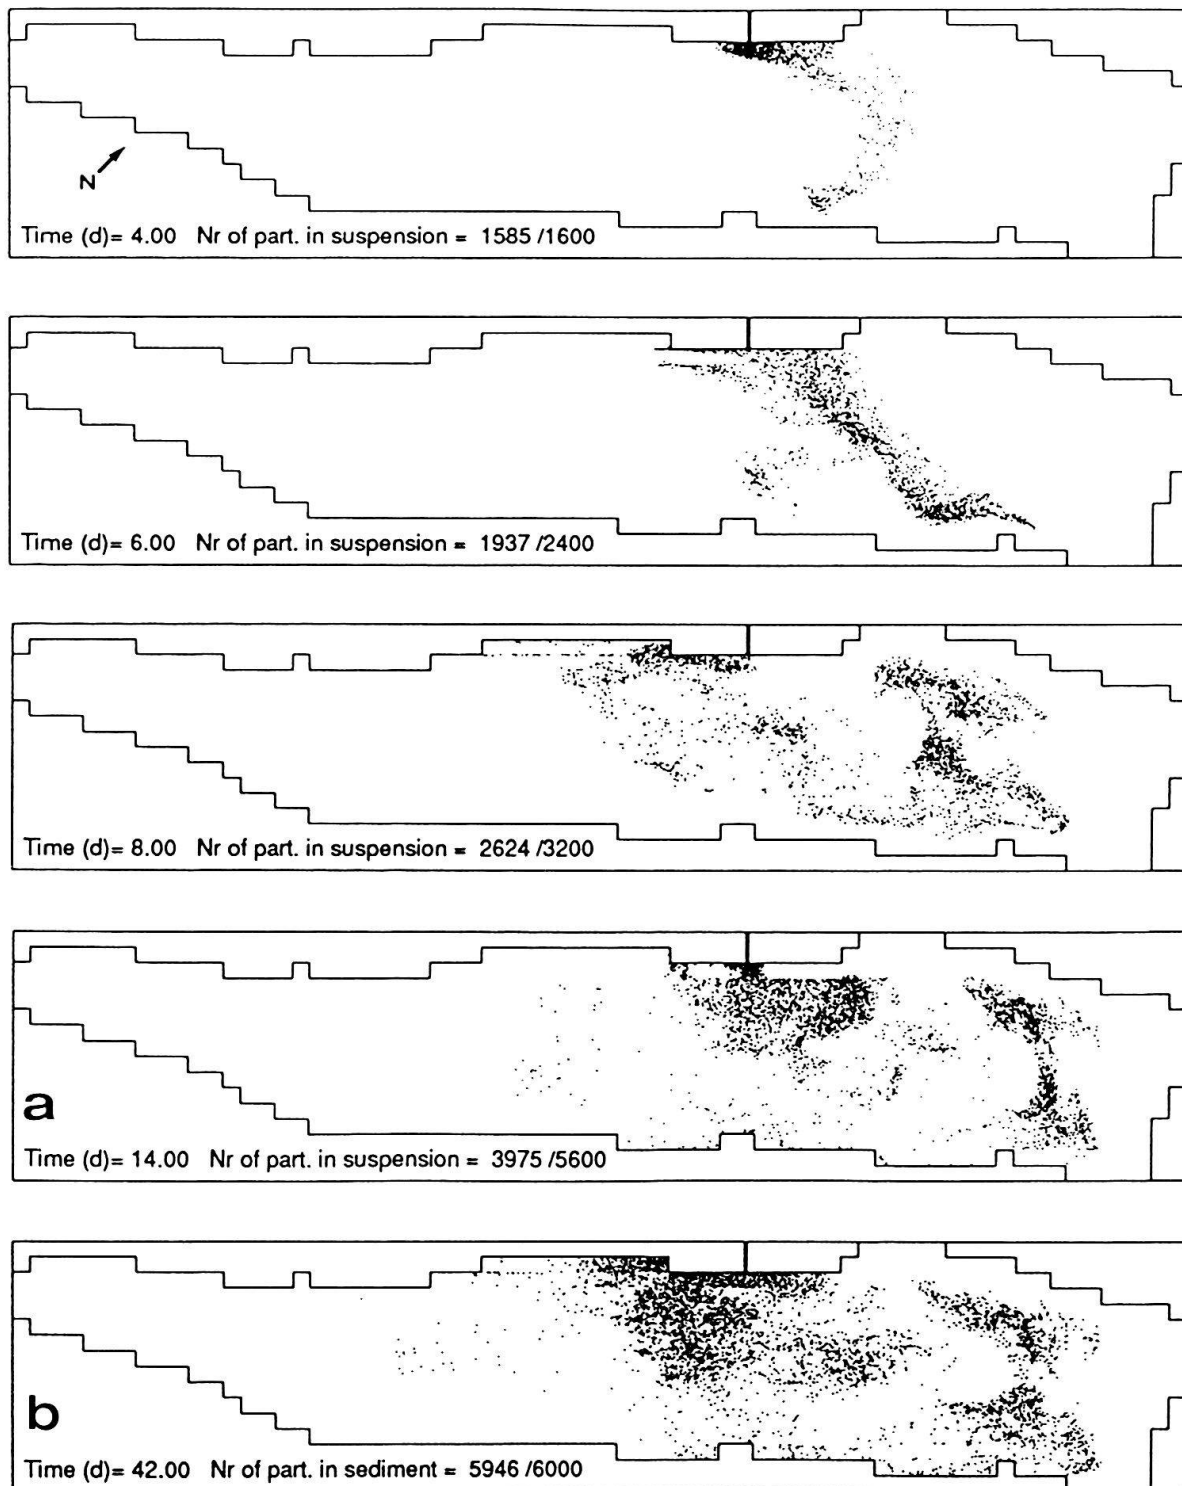 N
Time (d)= 4.00 Nr of part. in suspension = 1585 /1600
Time (d)= 6.00 Nr of part. in suspension = 1937 /2400
Time (d)= 8.00 Nr of part. in suspension = 2624 /3200
a
Time (d)= 14.00 Nr of part. in suspension = 3975 /5600
b
Time (d)= 42.00 Nr of part. in sediment = 5946 /6000